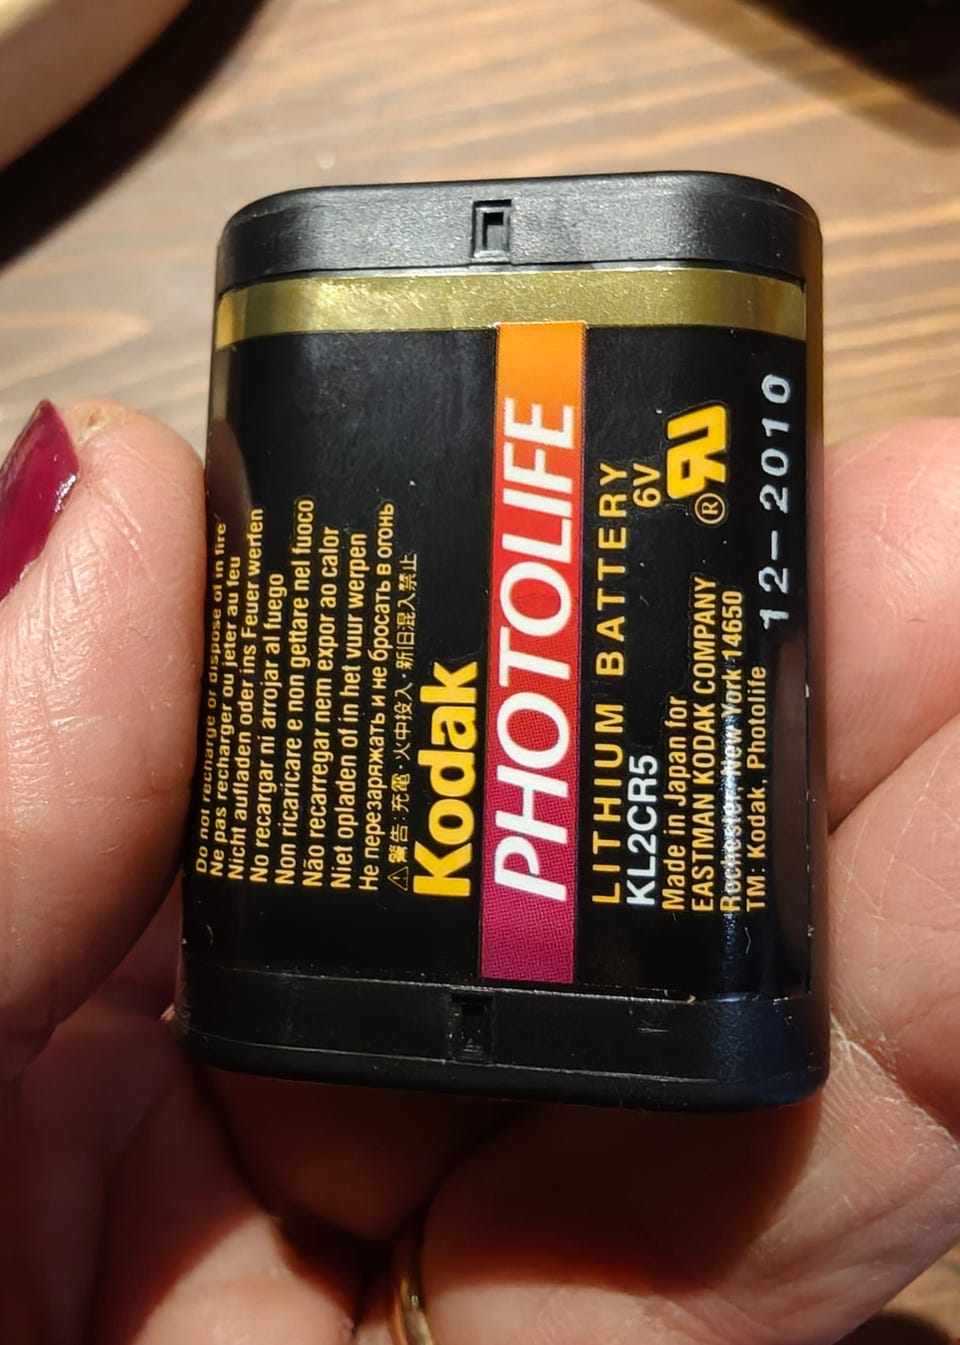 Do not recharge or dispose of in fire
Ne pas recharger ou jeter au feu
Nicht aufladen oder ins Feuer werfen
No recargar ni arrojar al fuego
Non ricaricare e non gettare nel fuoco
Não recarregar nem expor ao calor
Niet opladen of in het vuur werpen
Не перезаряжать и не бросать в огонь
⚠警告:充電・火中投入・新旧混入禁止
Kodak
PHOTOLIFE
LITHIUM BATTERY
KL2CR5 6V
Made in Japan for
EASTMAN KODAK COMPANY
Rochester, New York 14650
TM: Kodak, Photolife
RU®
12-2010